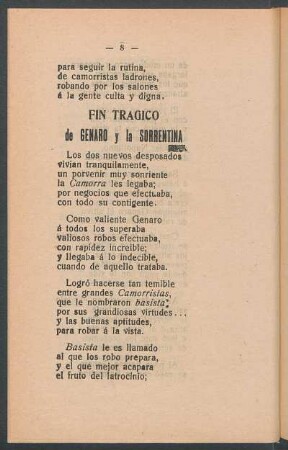 — 8 —
para seguir la rutina,
de camorristas ladrones,
robando por los salones
á la gente culta y digna.
FIN TRAGICO
de GENARO y la SORRENTINA
Los dos nuevos desposados
vivian tranquilamente,
un porvenir muy sonriente
la Camorra les legaba;
por negocios que efectuaba,
con todo su contigente.
Como valiente Genaro
á todos los superaba
valiosos robos efectuaba,
con rapidez increible;
y llegaba á lo indecible,
cuando de aquello trataba.
Logró hacerse tan temible
entre grandes Camorristas,
que le nombraron basista,
por sus grandiosas virtudes...
y las buenas aptitudes,
para robar á la vista.
Basista le es llamado
al que los robo prepara,
y el que mejor acapara
el fruto del latrocinio;